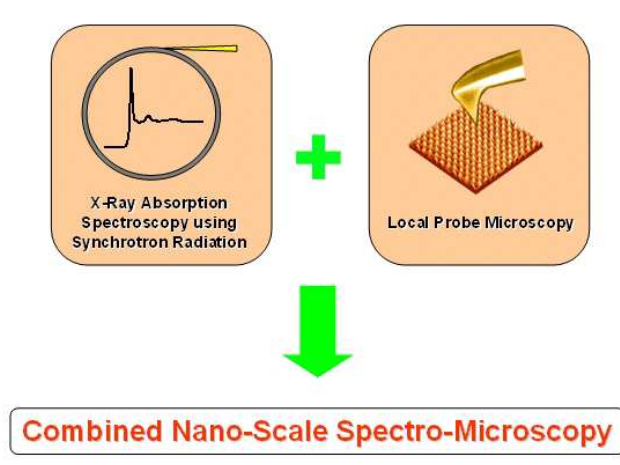 X-Ray Absorption
Spectroscopy using
Synchrotron Radiation
Local Probe Microscopy
Combined Nano-Scale Spectro-Microscopy